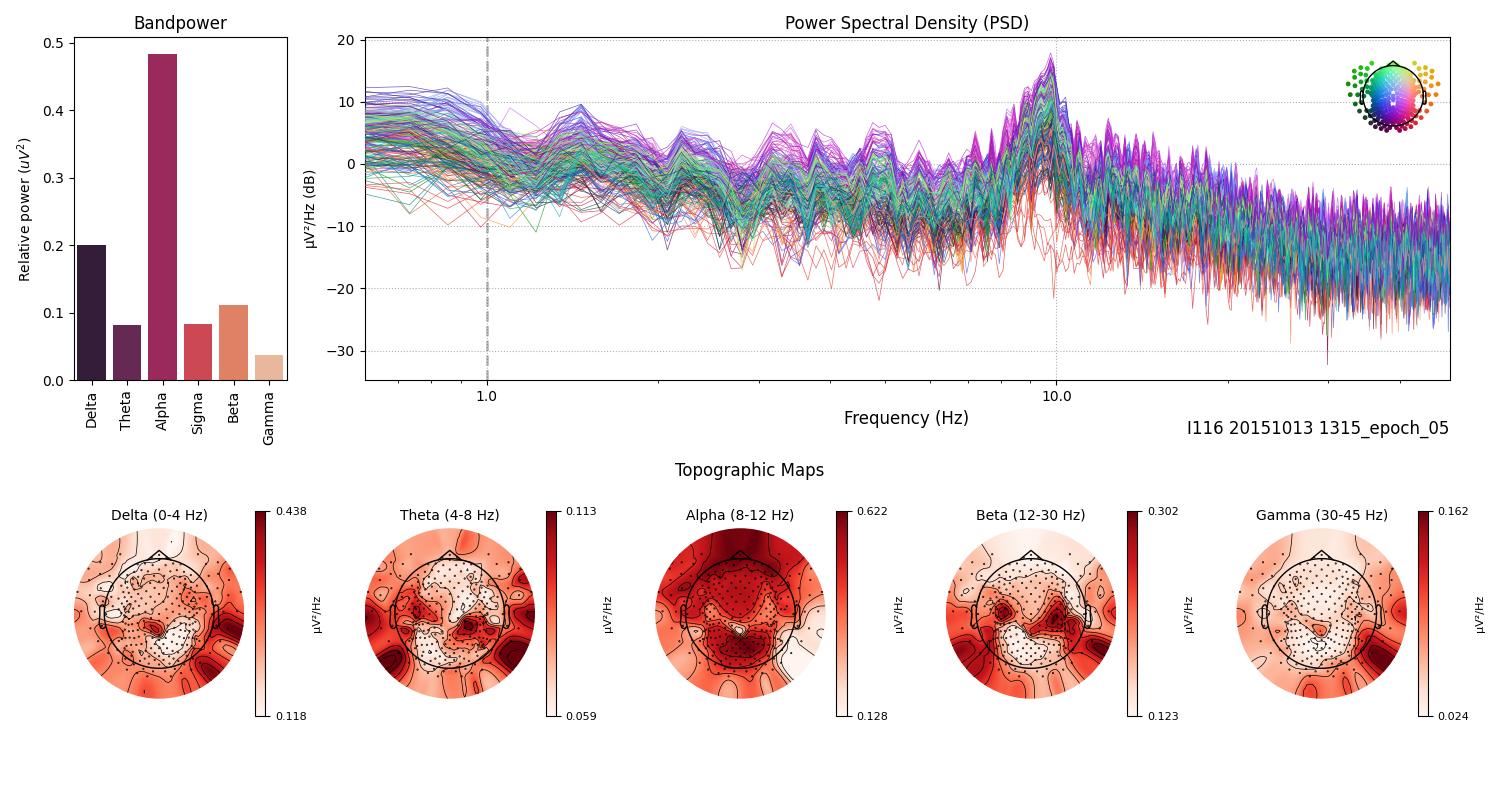 Bandpower
Power Spectral Density (PSD)
0.5
0.4
0.3
0.2
0.1
0.0
Relative power (uV²)
Delta
Theta
Alpha
Sigma
Beta
Gamma
20
10
0
−10
−20
−30
µV²/Hz (dB)
1.0
10.0
Frequency (Hz)
I116 20151013 1315_epoch_05
Topographic Maps
Delta (0-4 Hz)
0.438
0.118
µV²/Hz
Theta (4-8 Hz)
0.113
0.059
µV²/Hz
Alpha (8-12 Hz)
0.622
0.128
µV²/Hz
Beta (12-30 Hz)
0.302
0.123
µV²/Hz
Gamma (30-45 Hz)
0.162
0.024
µV²/Hz